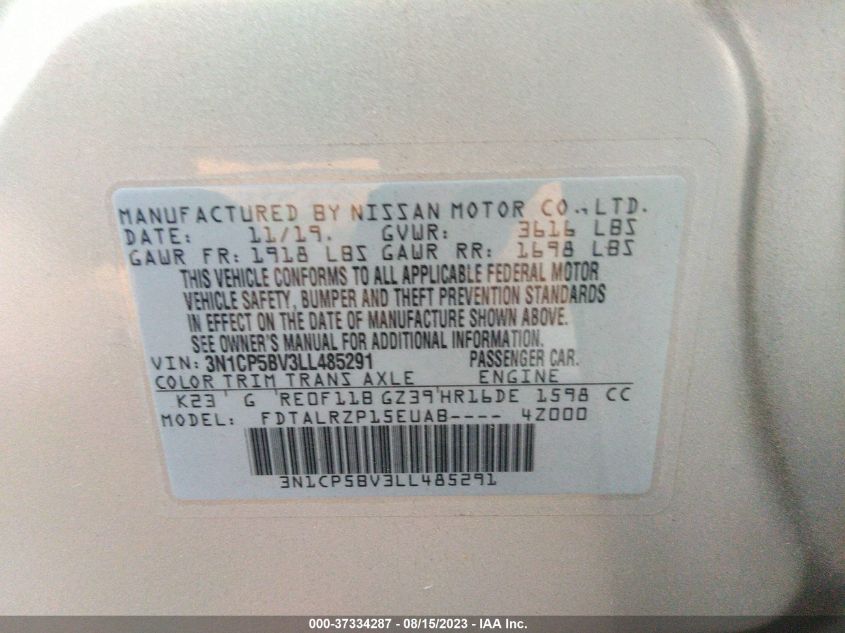 MANUFACTURED BY NISSAN MOTOR CO., LTD.
DATE: 11/19. GVWR: 3616 LBS
GAWR FR: 1918 LBS GAWR RR: 1698 LBS
THIS VEHICLE CONFORMS TO ALL APPLICABLE FEDERAL MOTOR
VEHICLE SAFETY, BUMPER AND THEFT PREVENTION STANDARDS
IN EFFECT ON THE DATE OF MANUFACTURE SHOWN ABOVE.
SEE OWNER'S MANUAL FOR ADDITIONAL INFORMATION.
VIN: 3N1CP5BV3LL485291 PASSENGER CAR.
COLOR TRIM TRANS AXLE ENGINE
K23 G RE0F11B GZ39 HR16DE 1598 CC
MODEL: FDTALRZP15EUAB---- 4Z000
3N1CP5BV3LL485291
000-37334287 - 08/15/2023 - IAA Inc.